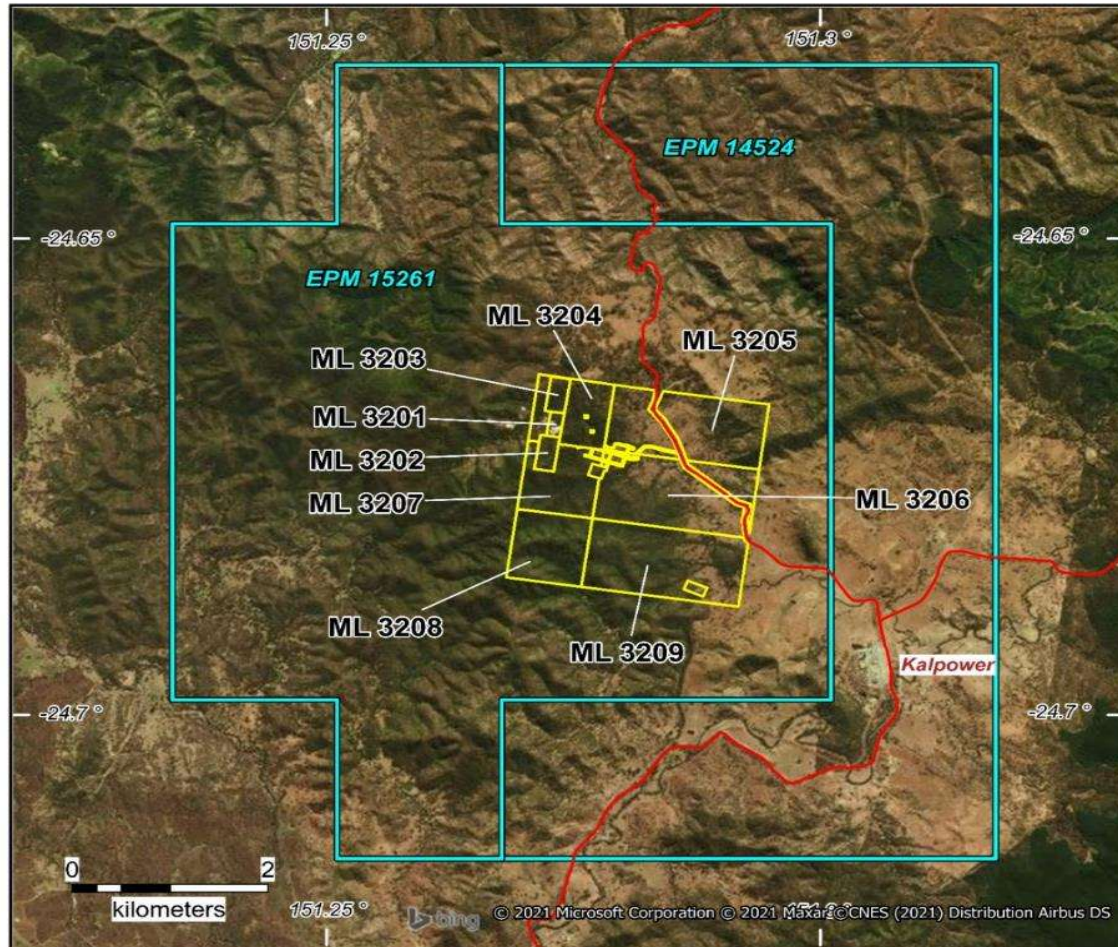 151.25 °
151.3 °
EPM 14524
-24.65 °
-24.65 °
EPM 15261
ML 3204
ML 3205
ML 3203
ML 3201
ML 3202
ML 3207
ML 3206
ML 3208
ML 3209
Kalpower
-24.7 °
-24.7 °
0 2
kilometers
151.25 °
bing
© 2021 Microsoft Corporation © 2021 Maxar ©CNES (2021) Distribution Airbus DS